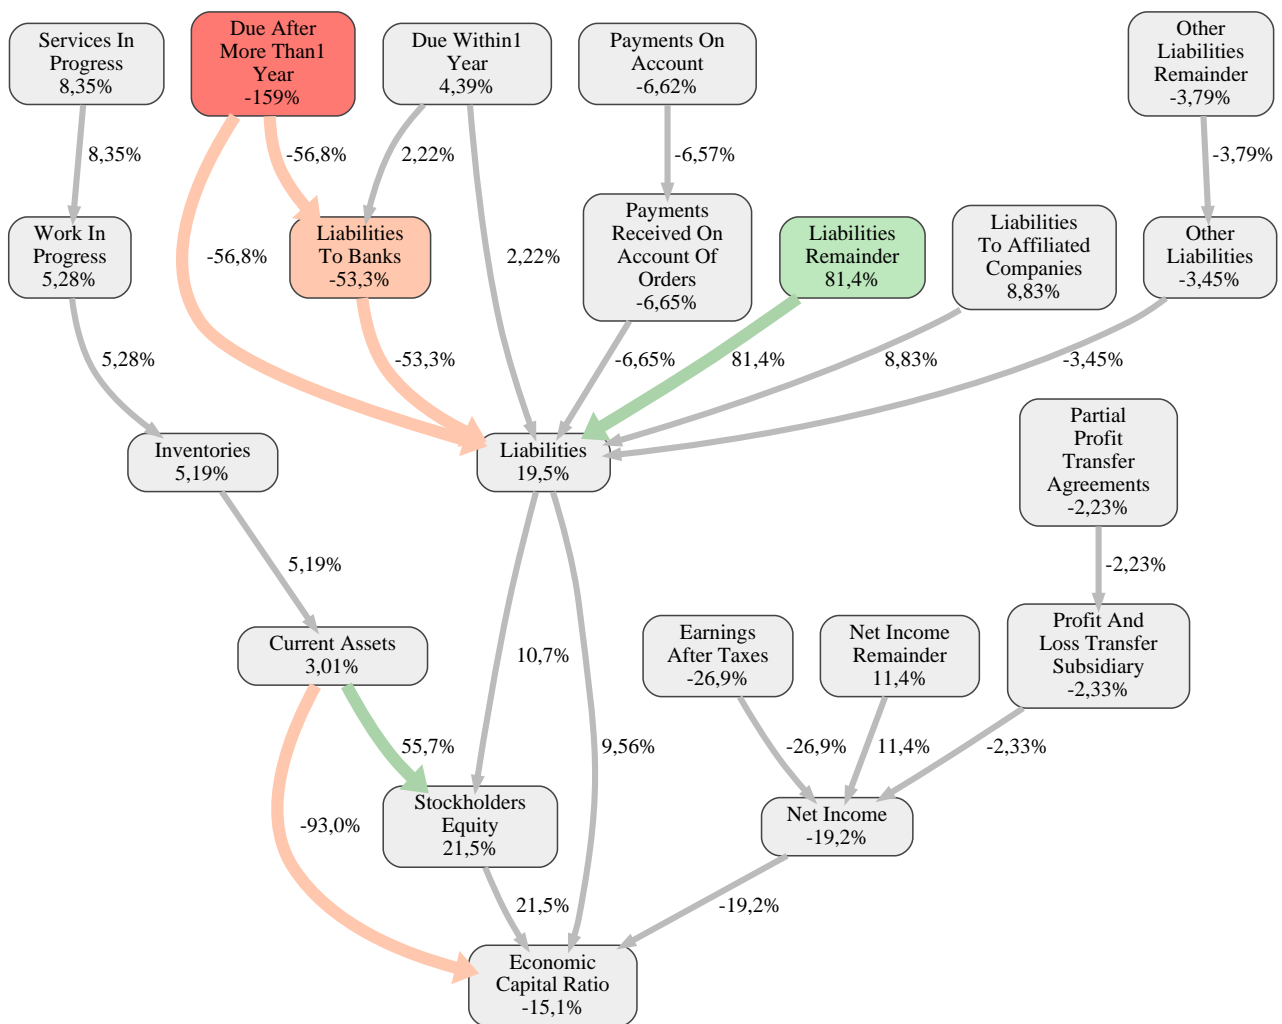 Services In
Progress
8,35%
Due After
More Than1
Year
-159%
Due Within1
Year
4,39%
Payments On
Account
-6,62%
Other
Liabilities
Remainder
-3,79%
8,35%
-56,8%
2,22%
-6,57%
-3,79%
Work In
Progress
5,28%
-56,8%
Liabilities
To Banks
-53,3%
2,22%
Payments
Received On
Account Of
Orders
-6,65%
Liabilities
Remainder
81,4%
Liabilities
To Affiliated
Companies
8,83%
Other
Liabilities
-3,45%
5,28%
-53,3%
-6,65%
81,4%
8,83%
-3,45%
Inventories
5,19%
Liabilities
19,5%
Partial
Profit
Transfer
Agreements
-2,23%
5,19%
-2,23%
Current Assets
3,01%
10,7%
Earnings
After Taxes
-26,9%
Net Income
Remainder
11,4%
Profit And
Loss Transfer
Subsidiary
-2,33%
55,7%
9,56%
-26,9%
11,4%
-2,33%
-93,0%
Stockholders
Equity
21,5%
Net Income
-19,2%
21,5%
-19,2%
Economic
Capital Ratio
-15,1%